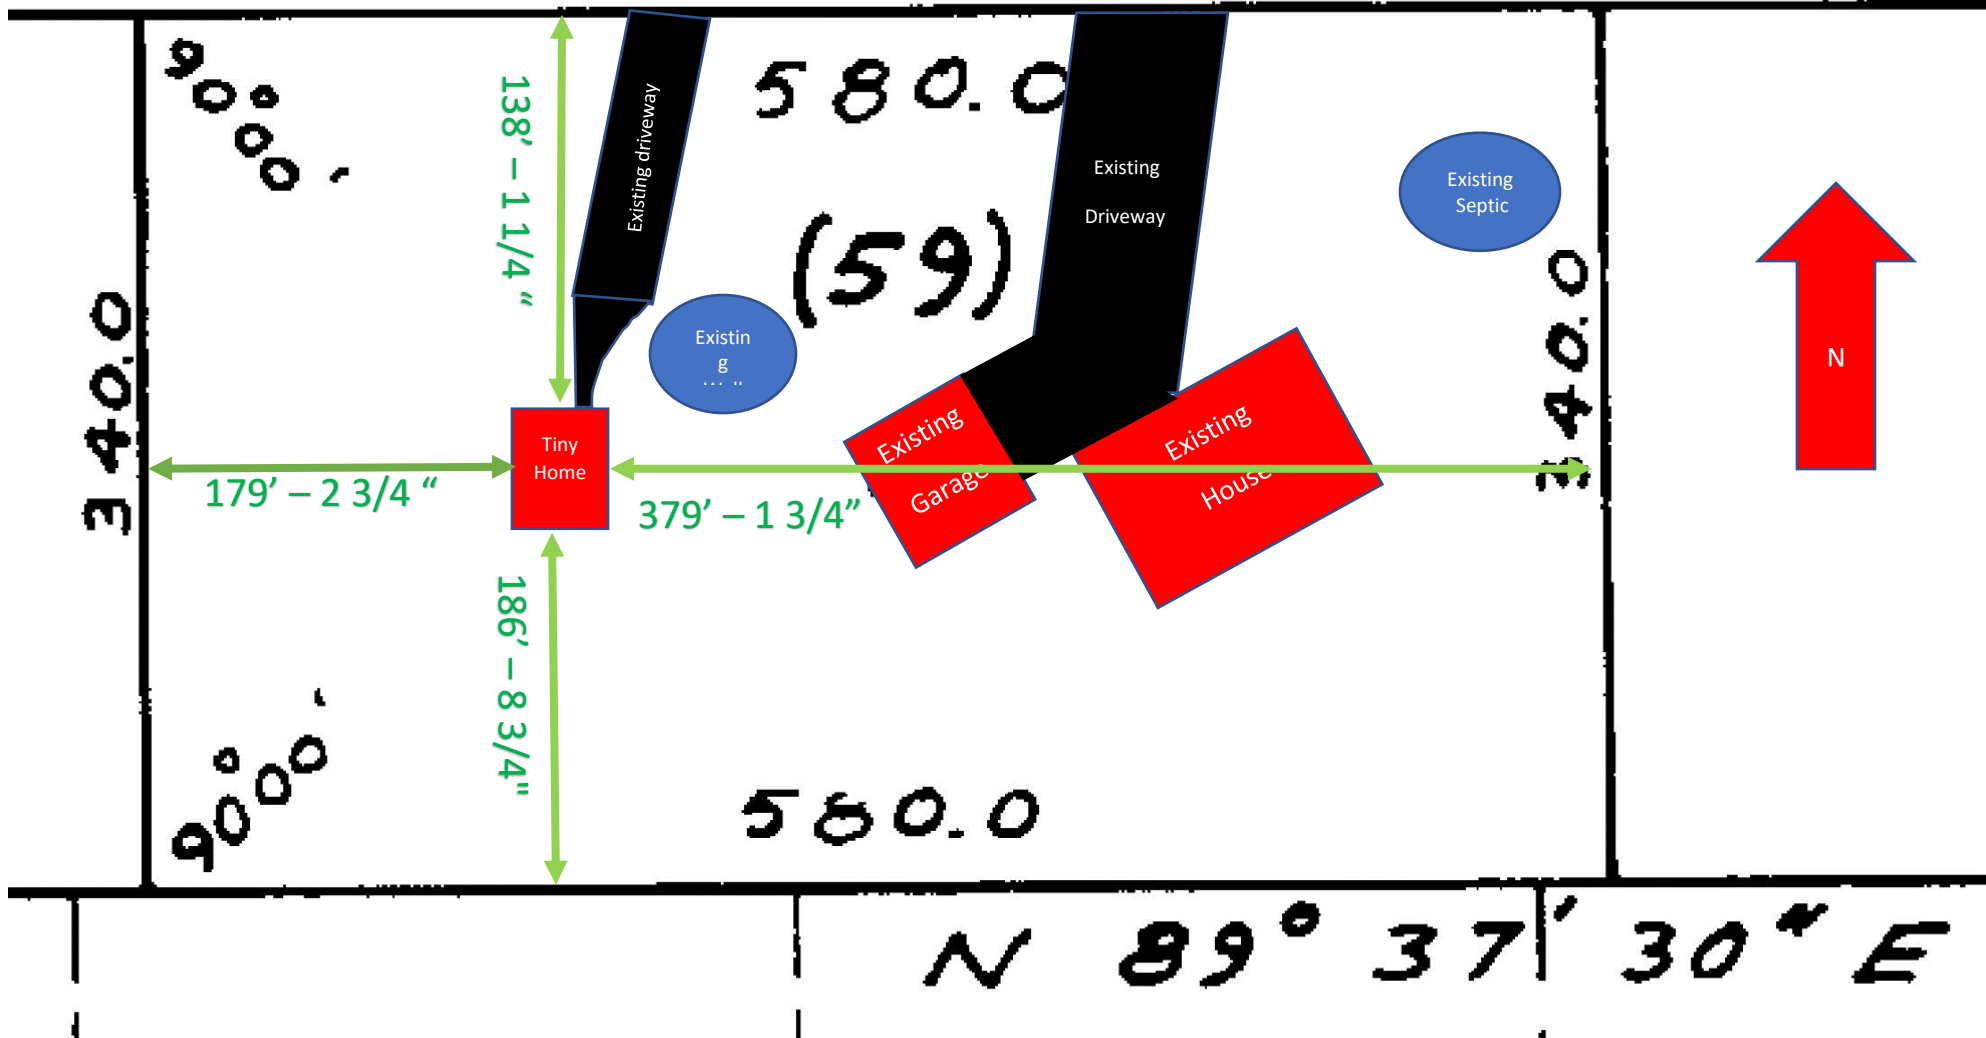 90° 00'
580.0
138’ – 1 1/4 “
Existing driveway
Existing
Driveway
Existing
Septic
(59)
340.0
340.0
Existin
g
N
Tiny
Home
Existing
Garage
Existing
House
179’ – 2 3/4 “
379’ – 1 3/4”
186’ – 8 3/4"
90° 00'
580.0
N 89° 37' 30" E